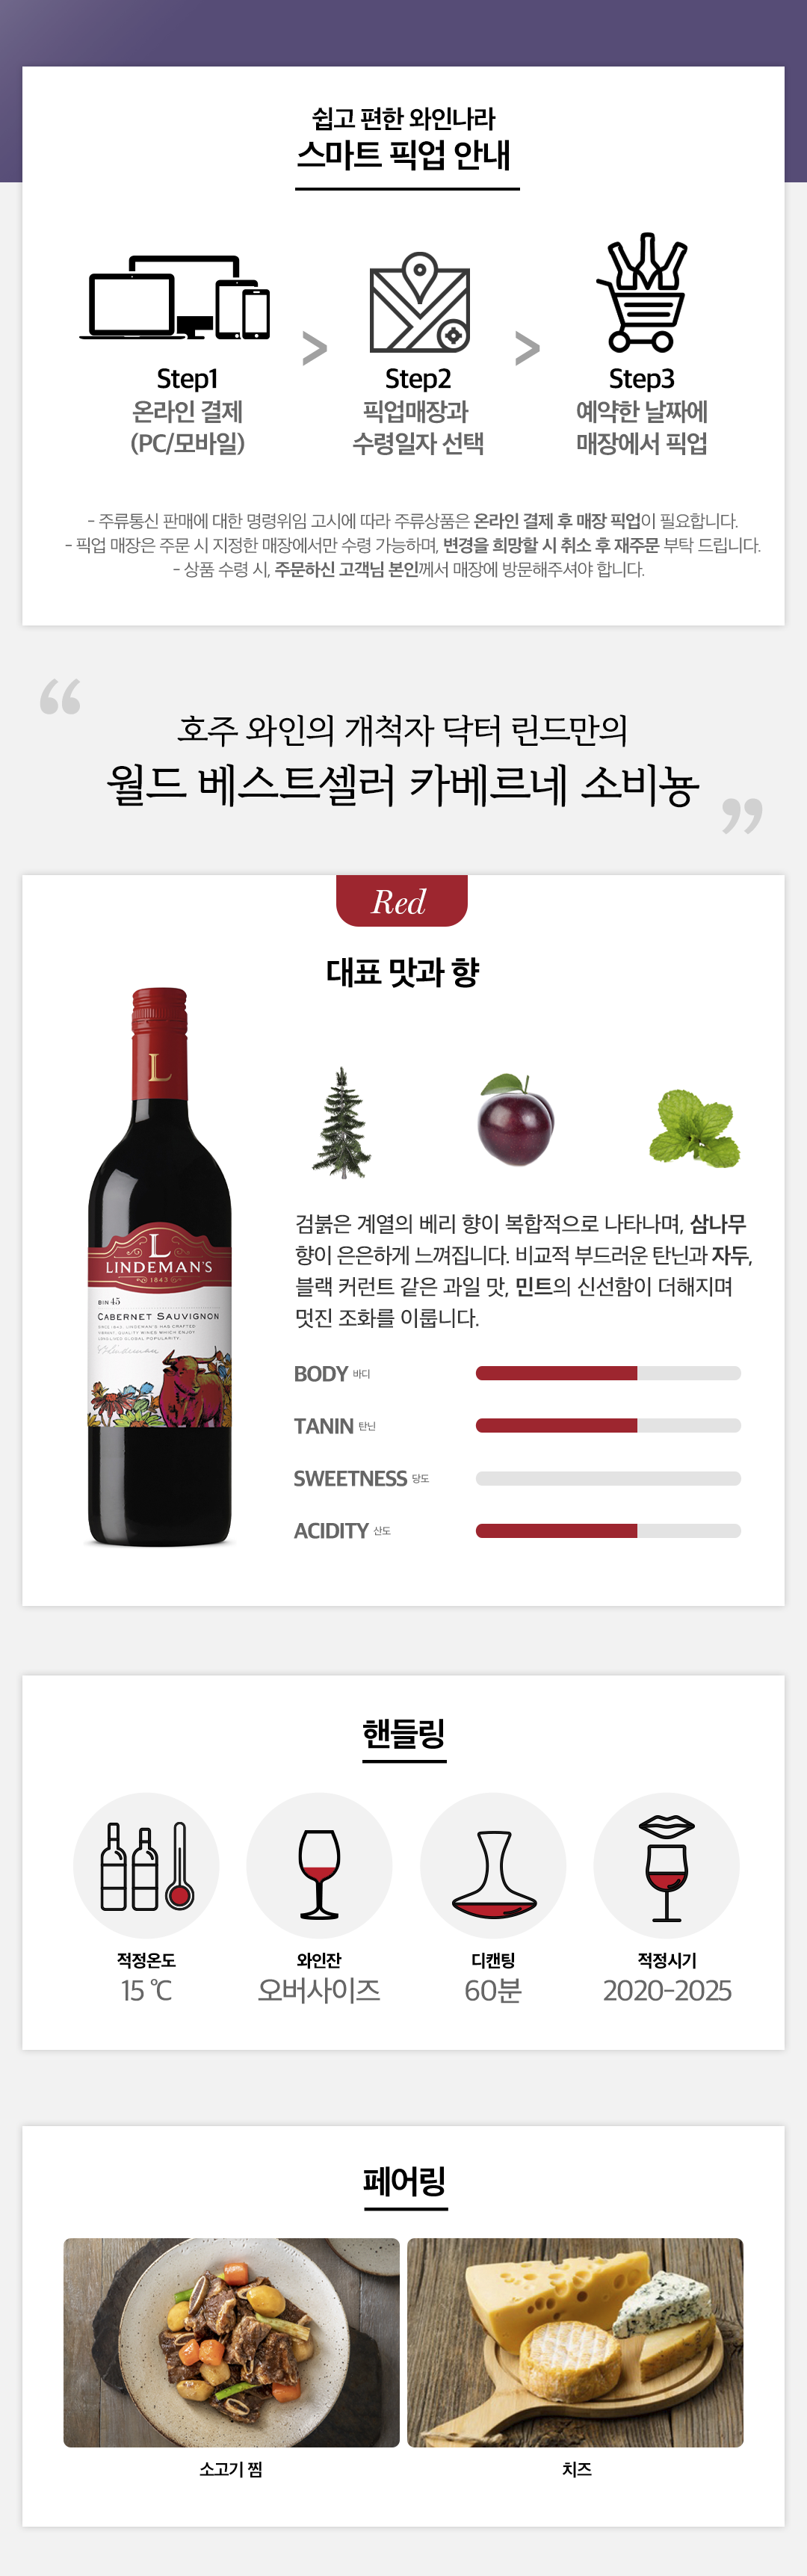 쉽고 편한 와인나라
스마트 픽업 안내
Step1
온라인 결제
(PC/모바일)
>
Step2
픽업매장과
수령일자 선택
>
Step3
예약한 날짜에
매장에서 픽업
- 주류통신 판매에 대한 명령위임 고시에 따라 주류상품은 온라인 결제 후 매장 픽업이 필요합니다.
- 픽업 매장은 주문 시 지정한 매장에서만 수령 가능하며, 변경을 희망할 시 취소 후 재주문 부탁 드립니다.
- 상품 수령 시, 주문하신 고객님 본인께서 매장에 방문해주셔야 합니다.
“
호주 와인의 개척자 닥터 린드만의
월드 베스트셀러 카베르네 소비뇽
”
Red
대표 맛과 향
L
L
LINDEMAN'S
1843
BIN 45
CABERNET SAUVIGNON
검붉은 계열의 베리 향이 복합적으로 나타나며, 삼나무
향이 은은하게 느껴집니다. 비교적 부드러운 탄닌과 자두,
블랙 커런트 같은 과일 맛, 민트의 신선함이 더해지며
멋진 조화를 이룹니다.
BODY 바디
TANIN 탄닌
SWEETNESS 당도
ACIDITY 산도
핸들링
적정온도
15 ℃
와인잔
오버사이즈
디캔팅
60분
적정시기
2020-2025
페어링
소고기 찜
치즈